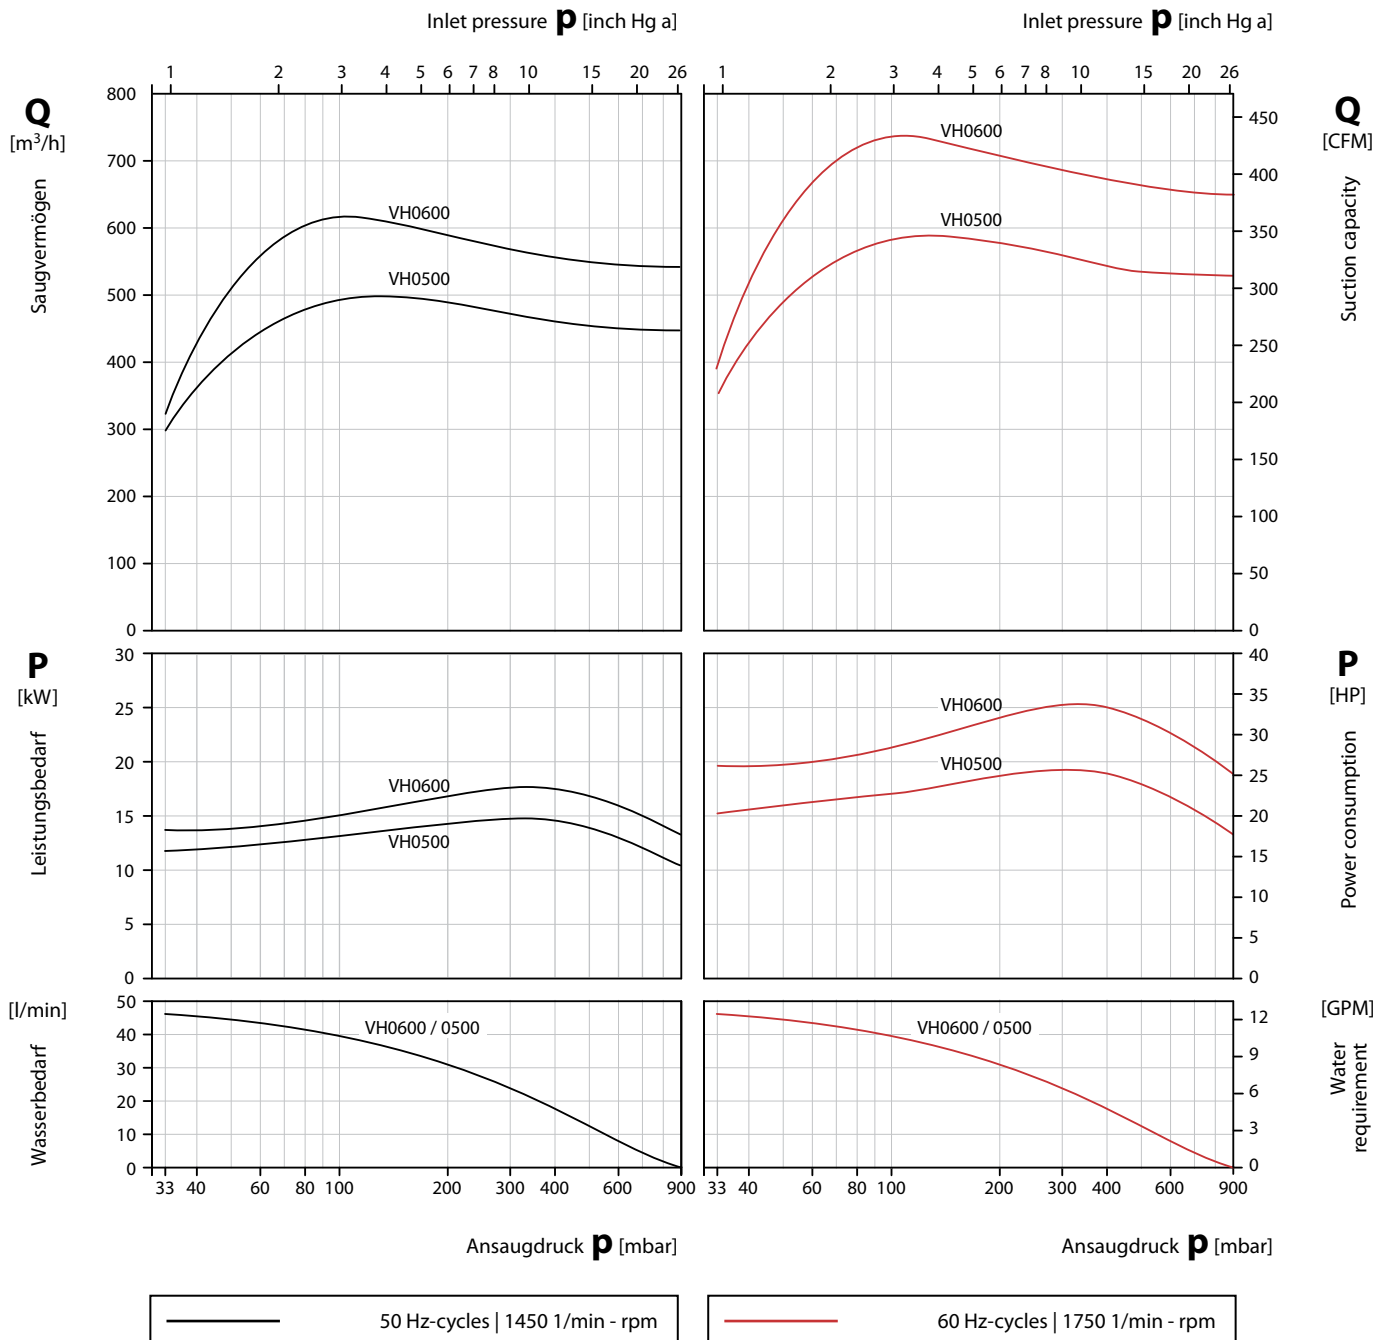 Inlet pressure p [inch Hg a]
Inlet pressure p [inch Hg a]
1 2 3 4 5 6 7 8 10 15 20 26
1 2 3 4 5 6 7 8 10 15 20 26
Q
[m³/h]
Saugvermögen
800
700
600
500
400
300
200
100
0
VH0600
VH0500
VH0600
VH0500
450
400
350
300
250
200
150
100
50
0
Q
[CFM]
Suction capacity
P
[kW]
Leistungsbedarf
30
25
20
15
10
5
0
VH0600
VH0500
VH0600
VH0500
40
35
30
25
20
15
10
5
0
P
[HP]
Power consumption
[l/min]
Wasserbedarf
50
40
30
20
10
0
VH0600 / 0500
VH0600 / 0500
12
9
6
3
0
[GPM]
Water
requirement
33 40 60 80 100 200 300 400 600 900
33 40 60 80 100 200 300 400 600 900
Ansaugdruck p [mbar]
Ansaugdruck p [mbar]
50 Hz-cycles | 1450 1/min - rpm
60 Hz-cycles | 1750 1/min - rpm